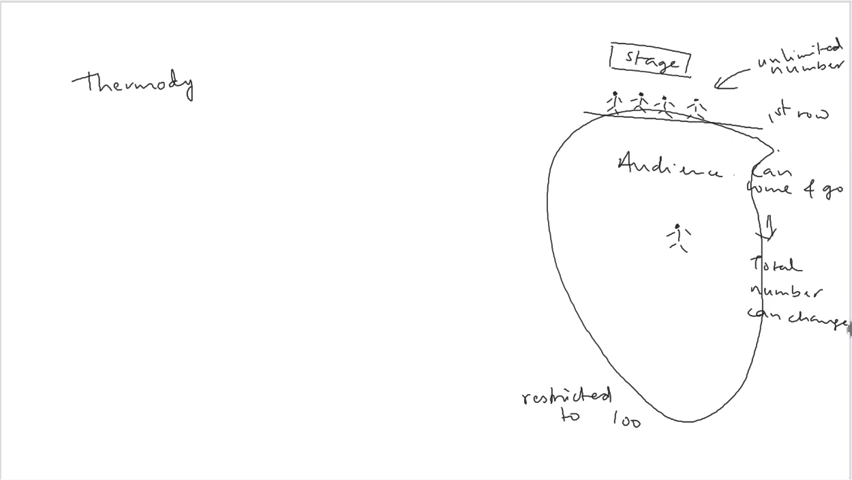 Thermody
stage
unlimited
number
1st row
Audience. Can
come & go
Total
number
can change
restricted
to 100